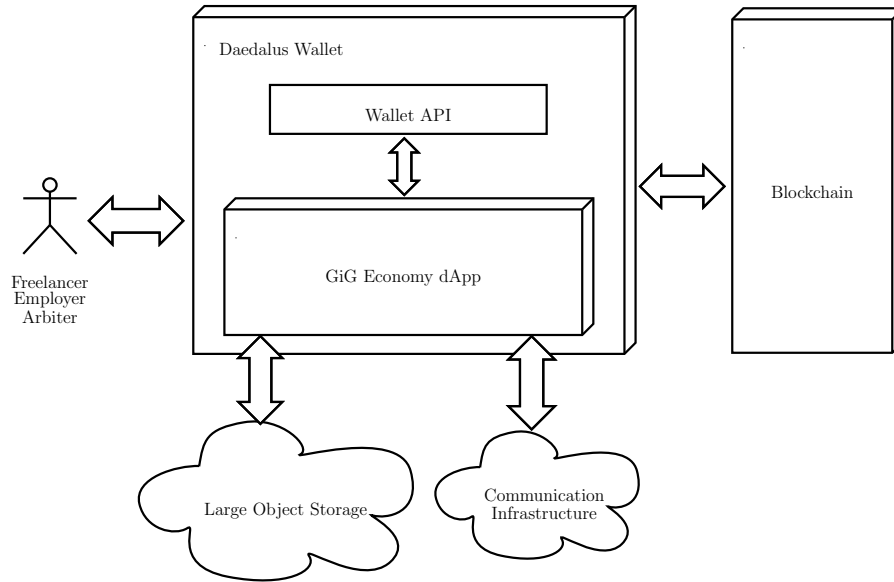 Daedalus Wallet
Wallet API
Blockchain
GiG Economy dApp
Freelancer
Employer
Arbiter
Large Object Storage
Communication
Infrastructure